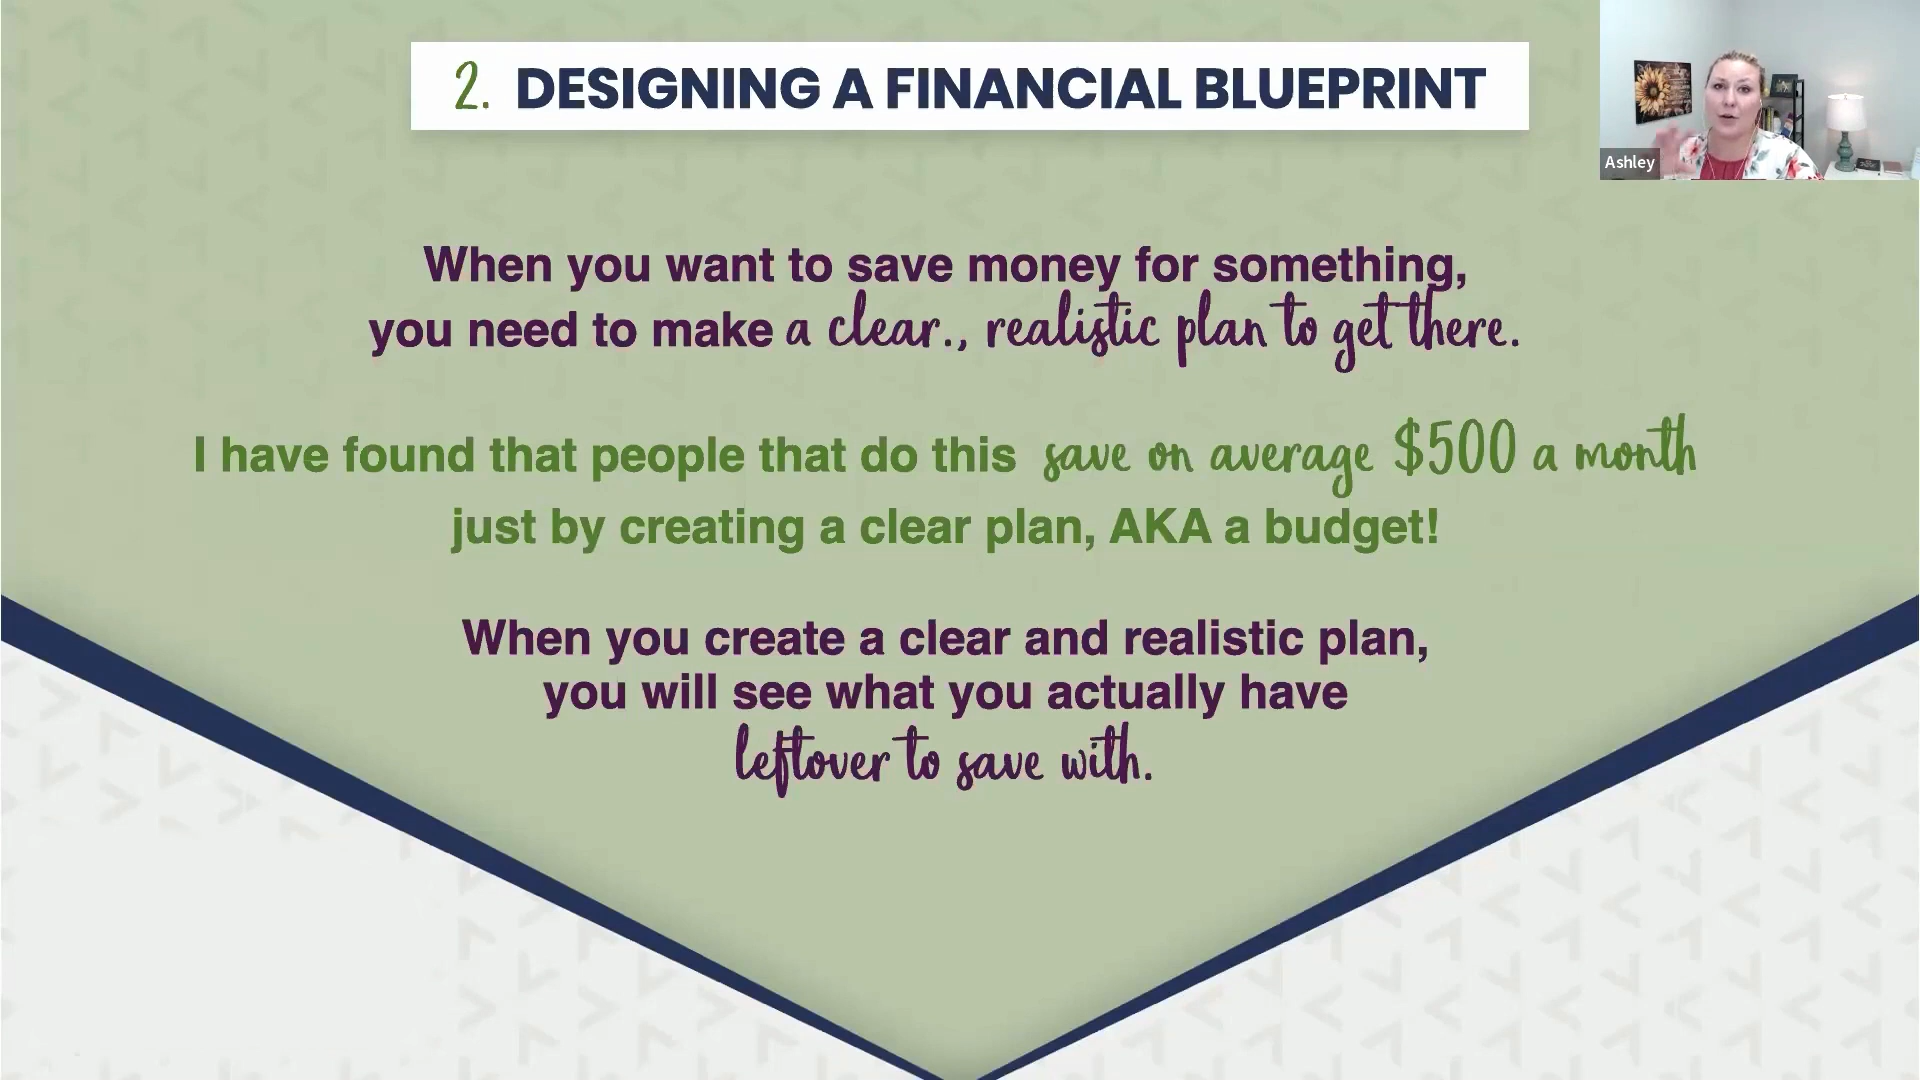 2. DESIGNING A FINANCIAL BLUEPRINT
Ashley
When you want to save money for something,
you need to make a clear., realistic plan to get there.
I have found that people that do this save on average $500 a month
just by creating a clear plan, AKA a budget!
When you create a clear and realistic plan,
you will see what you actually have
leftover to save with.